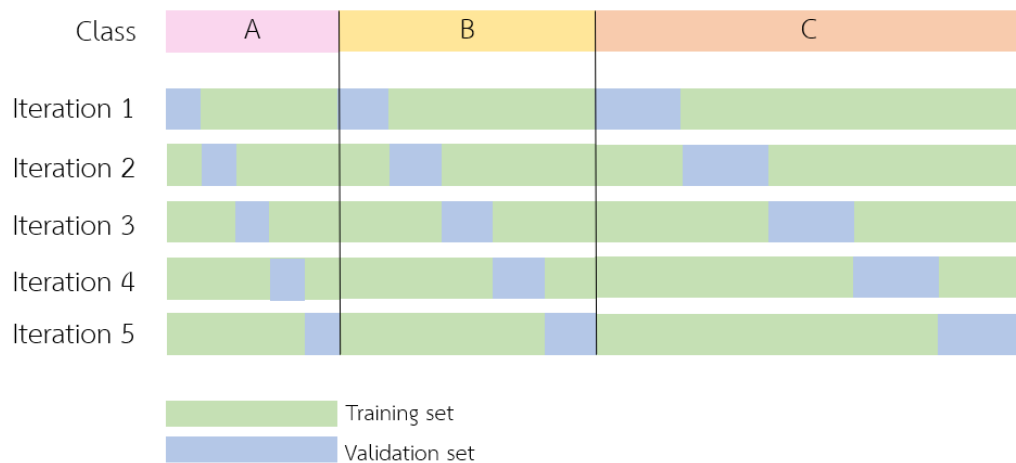 Class A B C
Iteration 1
Iteration 2
Iteration 3
Iteration 4
Iteration 5
Training set
Validation set